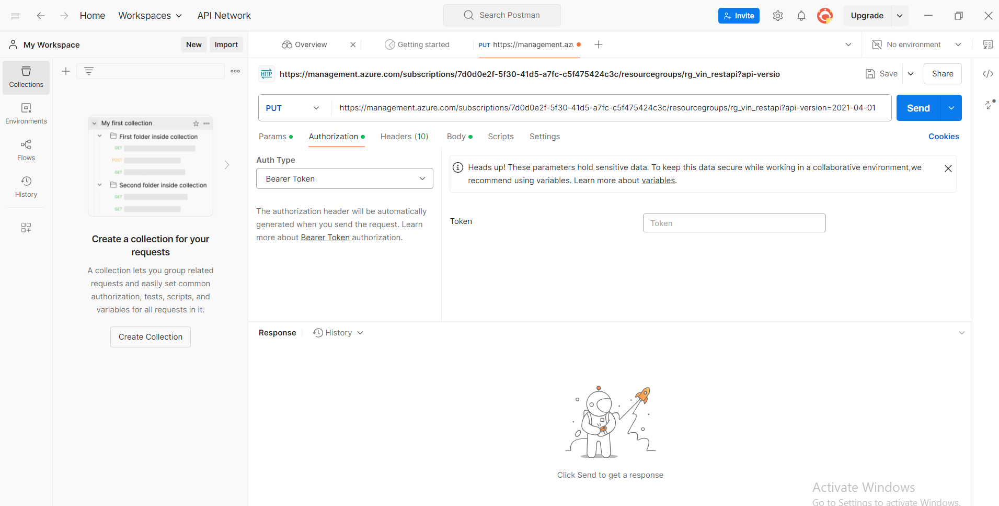 Home Workspaces API Network Search Postman Invite Upgrade
My Workspace New Import Overview Getting started PUT https://management.azu No environment
Collections
Environments
Flows
History
My first collection
First folder inside collection
GET
POST
GET
Second folder inside collection
GET
GET
Create a collection for your
requests
A collection lets you group related
requests and easily set common
authorization, tests, scripts, and
variables for all requests in it.
Create Collection
HTTP https://management.azure.com/subscriptions/7d0d0e2f-5f30-41d5-a7fc-c5f475424c3c/resourcegroups/rg_vin_restapi?api-versio Save Share
PUT https://management.azure.com/subscriptions/7d0d0e2f-5f30-41d5-a7fc-c5f475424c3c/resourcegroups/rg_vin_restapi?api-version=2021-04-01 Send
Params Authorization Headers (10) Body Scripts Settings Cookies
Auth Type
Bearer Token
The authorization header will be automatically
generated when you send the request. Learn
more about Bearer Token authorization.
Heads up! These parameters hold sensitive data. To keep this data secure while working in a collaborative environment,we
recommend using variables. Learn more about variables.
Token Token
Response History
Click Send to get a response
Activate Windows
Go to Settings to activate Windows.